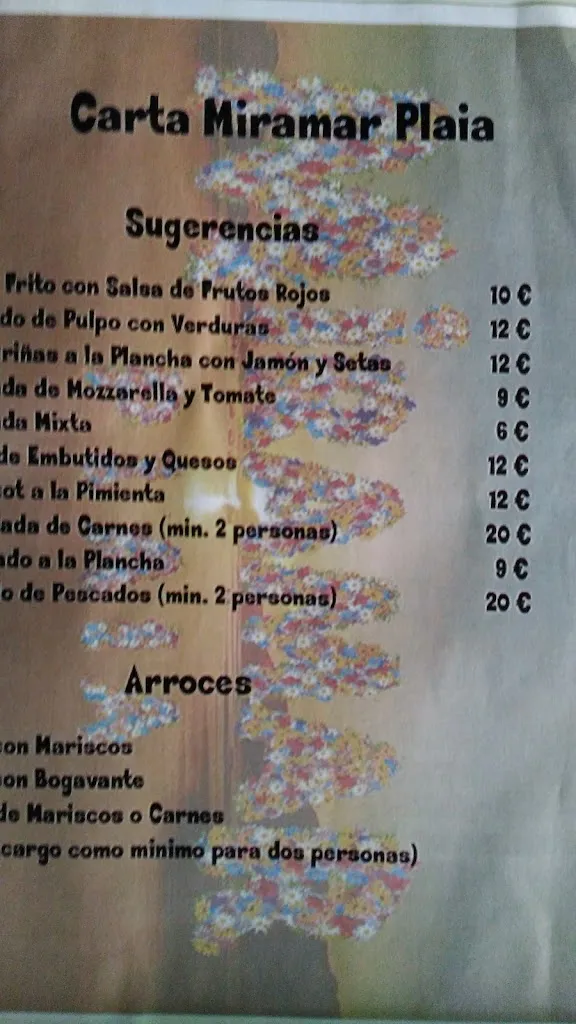 Carta Miramar Plaia
Sugerencias
Frito con Salsa de Frutos Rojos 10 €
do de Pulpo con Verduras 12 €
riñas a la Plancha con Jamón y Setas 12 €
da de Mozzarella y Tomate 9 €
da Mixta 6 €
de Embutidos y Quesos 12 €
ot a la Pimienta 12 €
ada de Carnes (min. 2 personas) 20 €
ado a la Plancha 9 €
o de Pescados (min. 2 personas) 20 €
Arroces
con Mariscos
con Bogavante
de Mariscos o Carnes
cargo como minimo para dos personas)